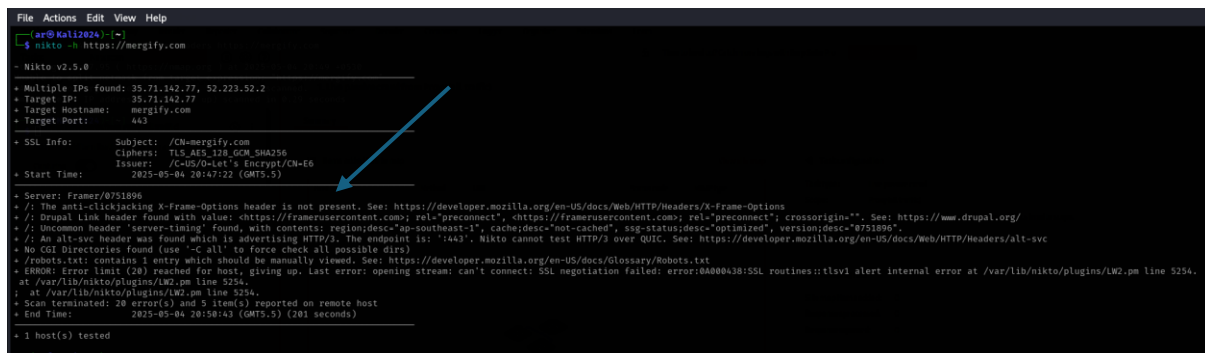 File Actions Edit View Help
(ar㉿Kali2024)-[~]
$ nikto -h https://mergify.com
- Nikto v2.5.0
+ Multiple IPs found: 35.71.142.77, 52.223.52.2
+ Target IP: 35.71.142.77
+ Target Hostname: mergify.com
+ Target Port: 443
+ SSL Info: Subject: /CN=mergify.com
Ciphers: TLS_AES_128_GCM_SHA256
Issuer: /C=US/O=Let's Encrypt/CN=E6
+ Start Time: 2025-05-04 20:47:22 (GMT5.5)
+ Server: Framer/0751896
+ /: The anti-clickjacking X-Frame-Options header is not present. See: https://developer.mozilla.org/en-US/docs/Web/HTTP/Headers/X-Frame-Options
+ /: Drupal Link header found with value: <https://framerusercontent.com>; rel="preconnect", <https://framerusercontent.com>; rel="preconnect"; crossorigin="". See: https://www.drupal.org/
+ /: Uncommon header 'server-timing' found, with contents: region;desc="ap-southeast-1", cache;desc="not-cached", ssg-status;desc="optimized", version;desc="0751896".
+ /: An alt-svc header was found which is advertising HTTP/3. The endpoint is: ':443'. Nikto cannot test HTTP/3 over QUIC. See: https://developer.mozilla.org/en-US/docs/Web/HTTP/Headers/alt-svc
+ No CGI Directories found (use '-C all' to force check all possible dirs)
+ /robots.txt: contains 1 entry which should be manually viewed. See: https://developer.mozilla.org/en-US/docs/Glossary/Robots.txt
+ ERROR: Error limit (20) reached for host, giving up. Last error: opening stream: can't connect: SSL negotiation failed: error:0A000438:SSL routines::tlsv1 alert internal error at /var/lib/nikto/plugins/LW2.pm line 5254.
at /var/lib/nikto/plugins/LW2.pm line 5254.
; at /var/lib/nikto/plugins/LW2.pm line 5254.
+ Scan terminated: 20 error(s) and 5 item(s) reported on remote host
+ End Time: 2025-05-04 20:50:43 (GMT5.5) (201 seconds)
+ 1 host(s) tested